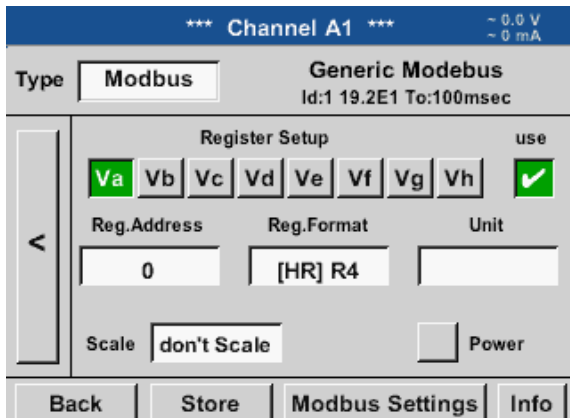 *** Channel A1 ***
~ 0.0 V
~ 0 mA
Type Modbus
Generic Modebus
Id:1 19.2E1 To:100msec
Register Setup use
Va Vb Vc Vd Ve Vf Vg Vh
Reg.Address Reg.Format Unit
< 0 [HR] R4
Scale don't Scale Power
Back Store Modbus Settings Info